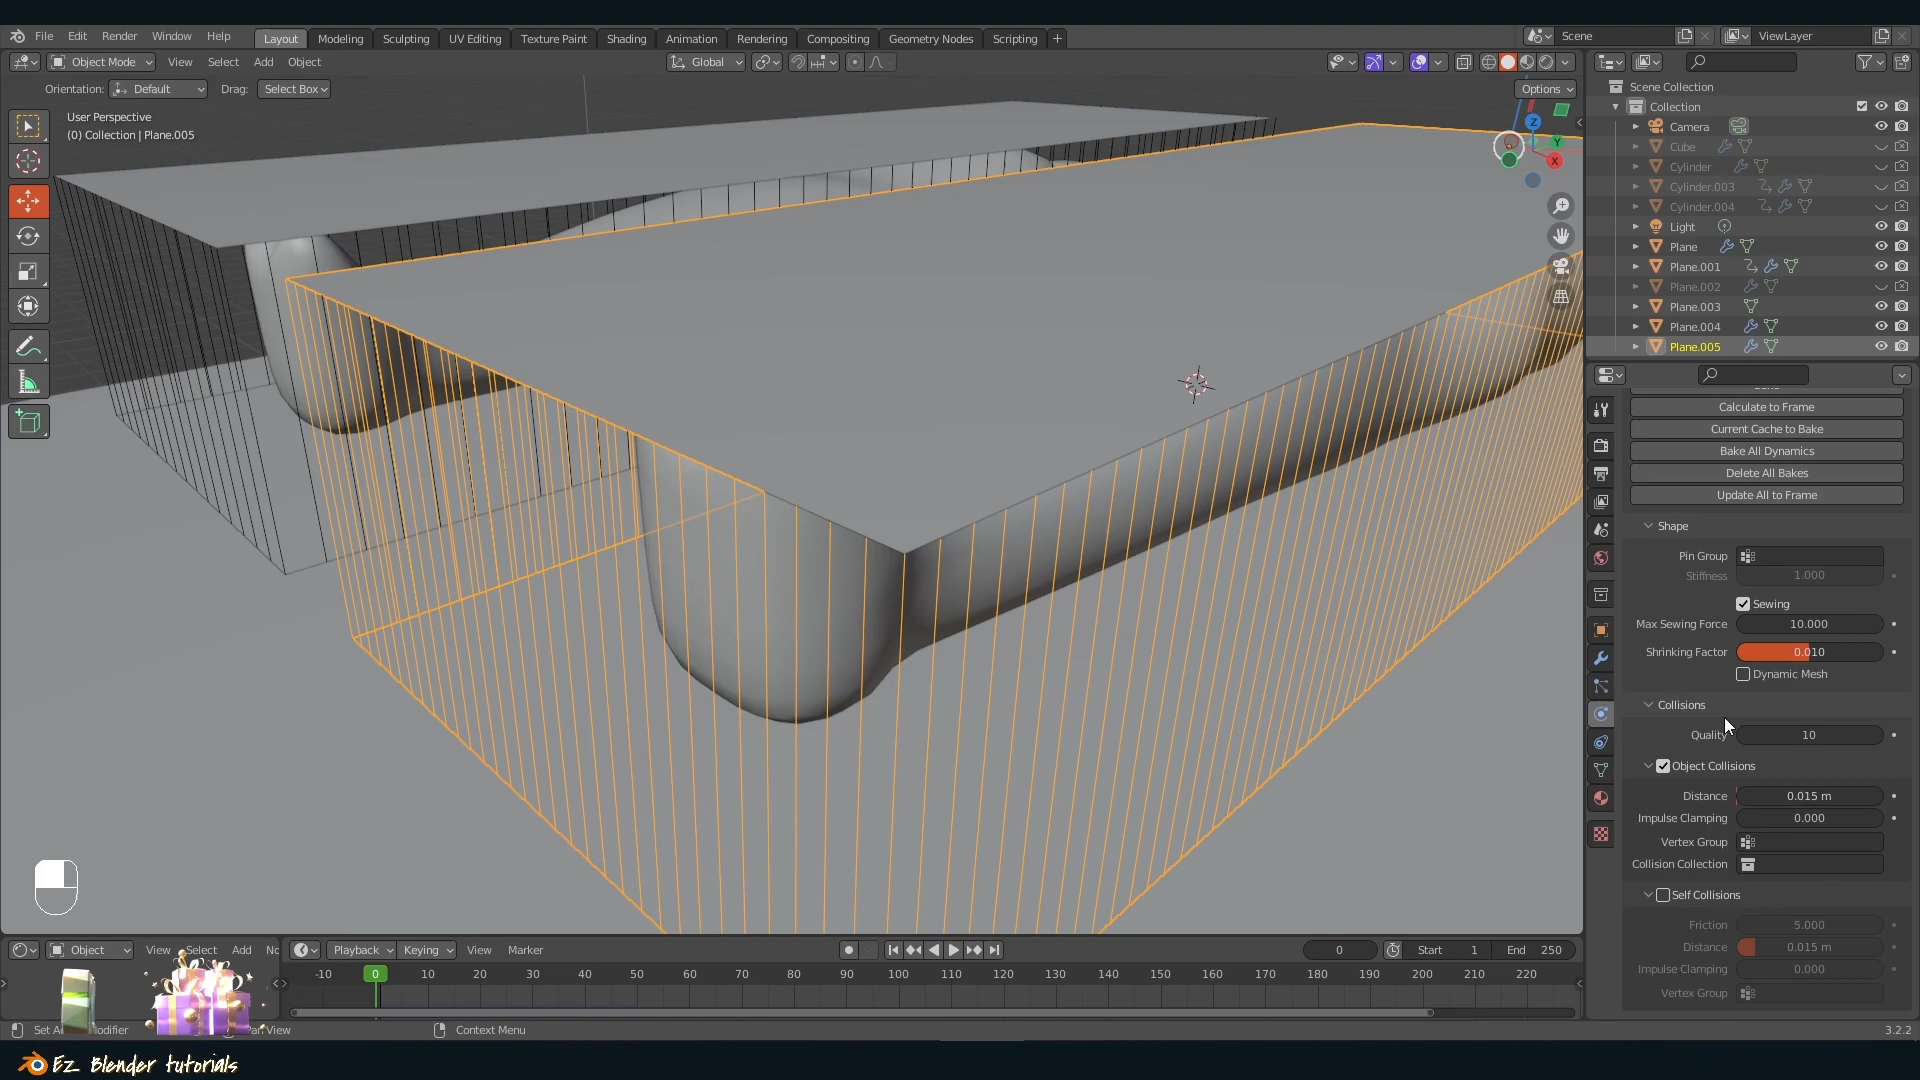 File Edit Render Window Help Layout Modeling Sculpting UV Editing Texture Paint Shading Animation Rendering Compositing Geometry Nodes Scripting + Scene ViewLayer
Object Mode View Select Add Object Global
Orientation: Default Drag: Select Box Options
User Perspective
(0) Collection | Plane.005
Z
Y
X
Scene Collection
Collection
Camera
Cube
Cylinder
Cylinder.003
Cylinder.004
Light
Plane
Plane.001
Plane.002
Plane.003
Plane.004
Plane.005
Calculate to Frame
Current Cache to Bake
Bake All Dynamics
Delete All Bakes
Update All to Frame
Shape
Pin Group
Stiffness 1.000
Sewing
Max Sewing Force 10.000
Shrinking Factor 0.010
Dynamic Mesh
Collisions
Quality 10
Object Collisions
Distance 0.015 m
Impulse Clamping 0.000
Vertex Group
Collision Collection
Self Collisions
Friction 5.000
Distance 0.015 m
Impulse Clamping 0.000
Vertex Group
Object View Select Add Playback Keying View Marker 0 Start 1 End 250
-10 0 10 20 30 40 50 60 70 80 90 100 110 120 130 140 150 160 170 180 190 200 210 220
Set View Context Menu 3.2.2
Ez Blender tutorials